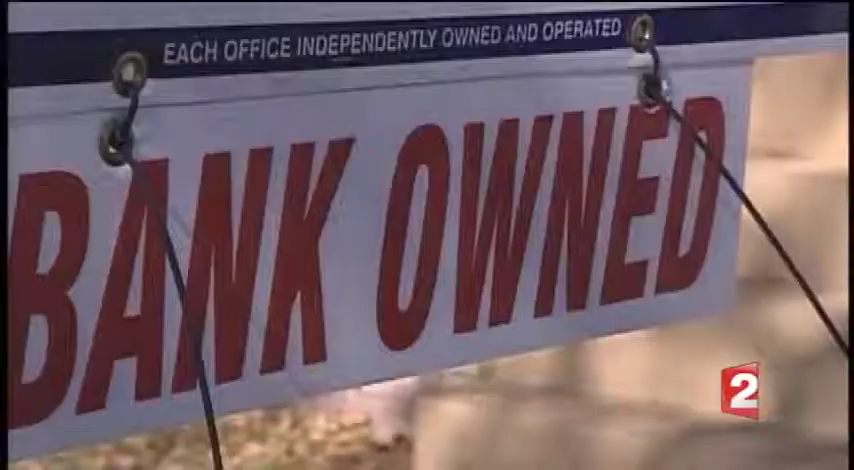 EACH OFFICE INDEPENDENTLY OWNED AND OPERATED
BANK OWNED
2